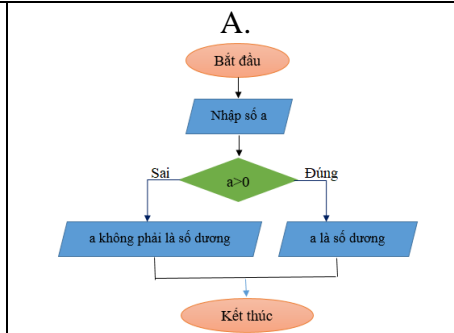 A.
Bắt đầu
Nhập số a
Sai
Đúng
a>0
a không phải là số dương
a là số dương
Kết thúc